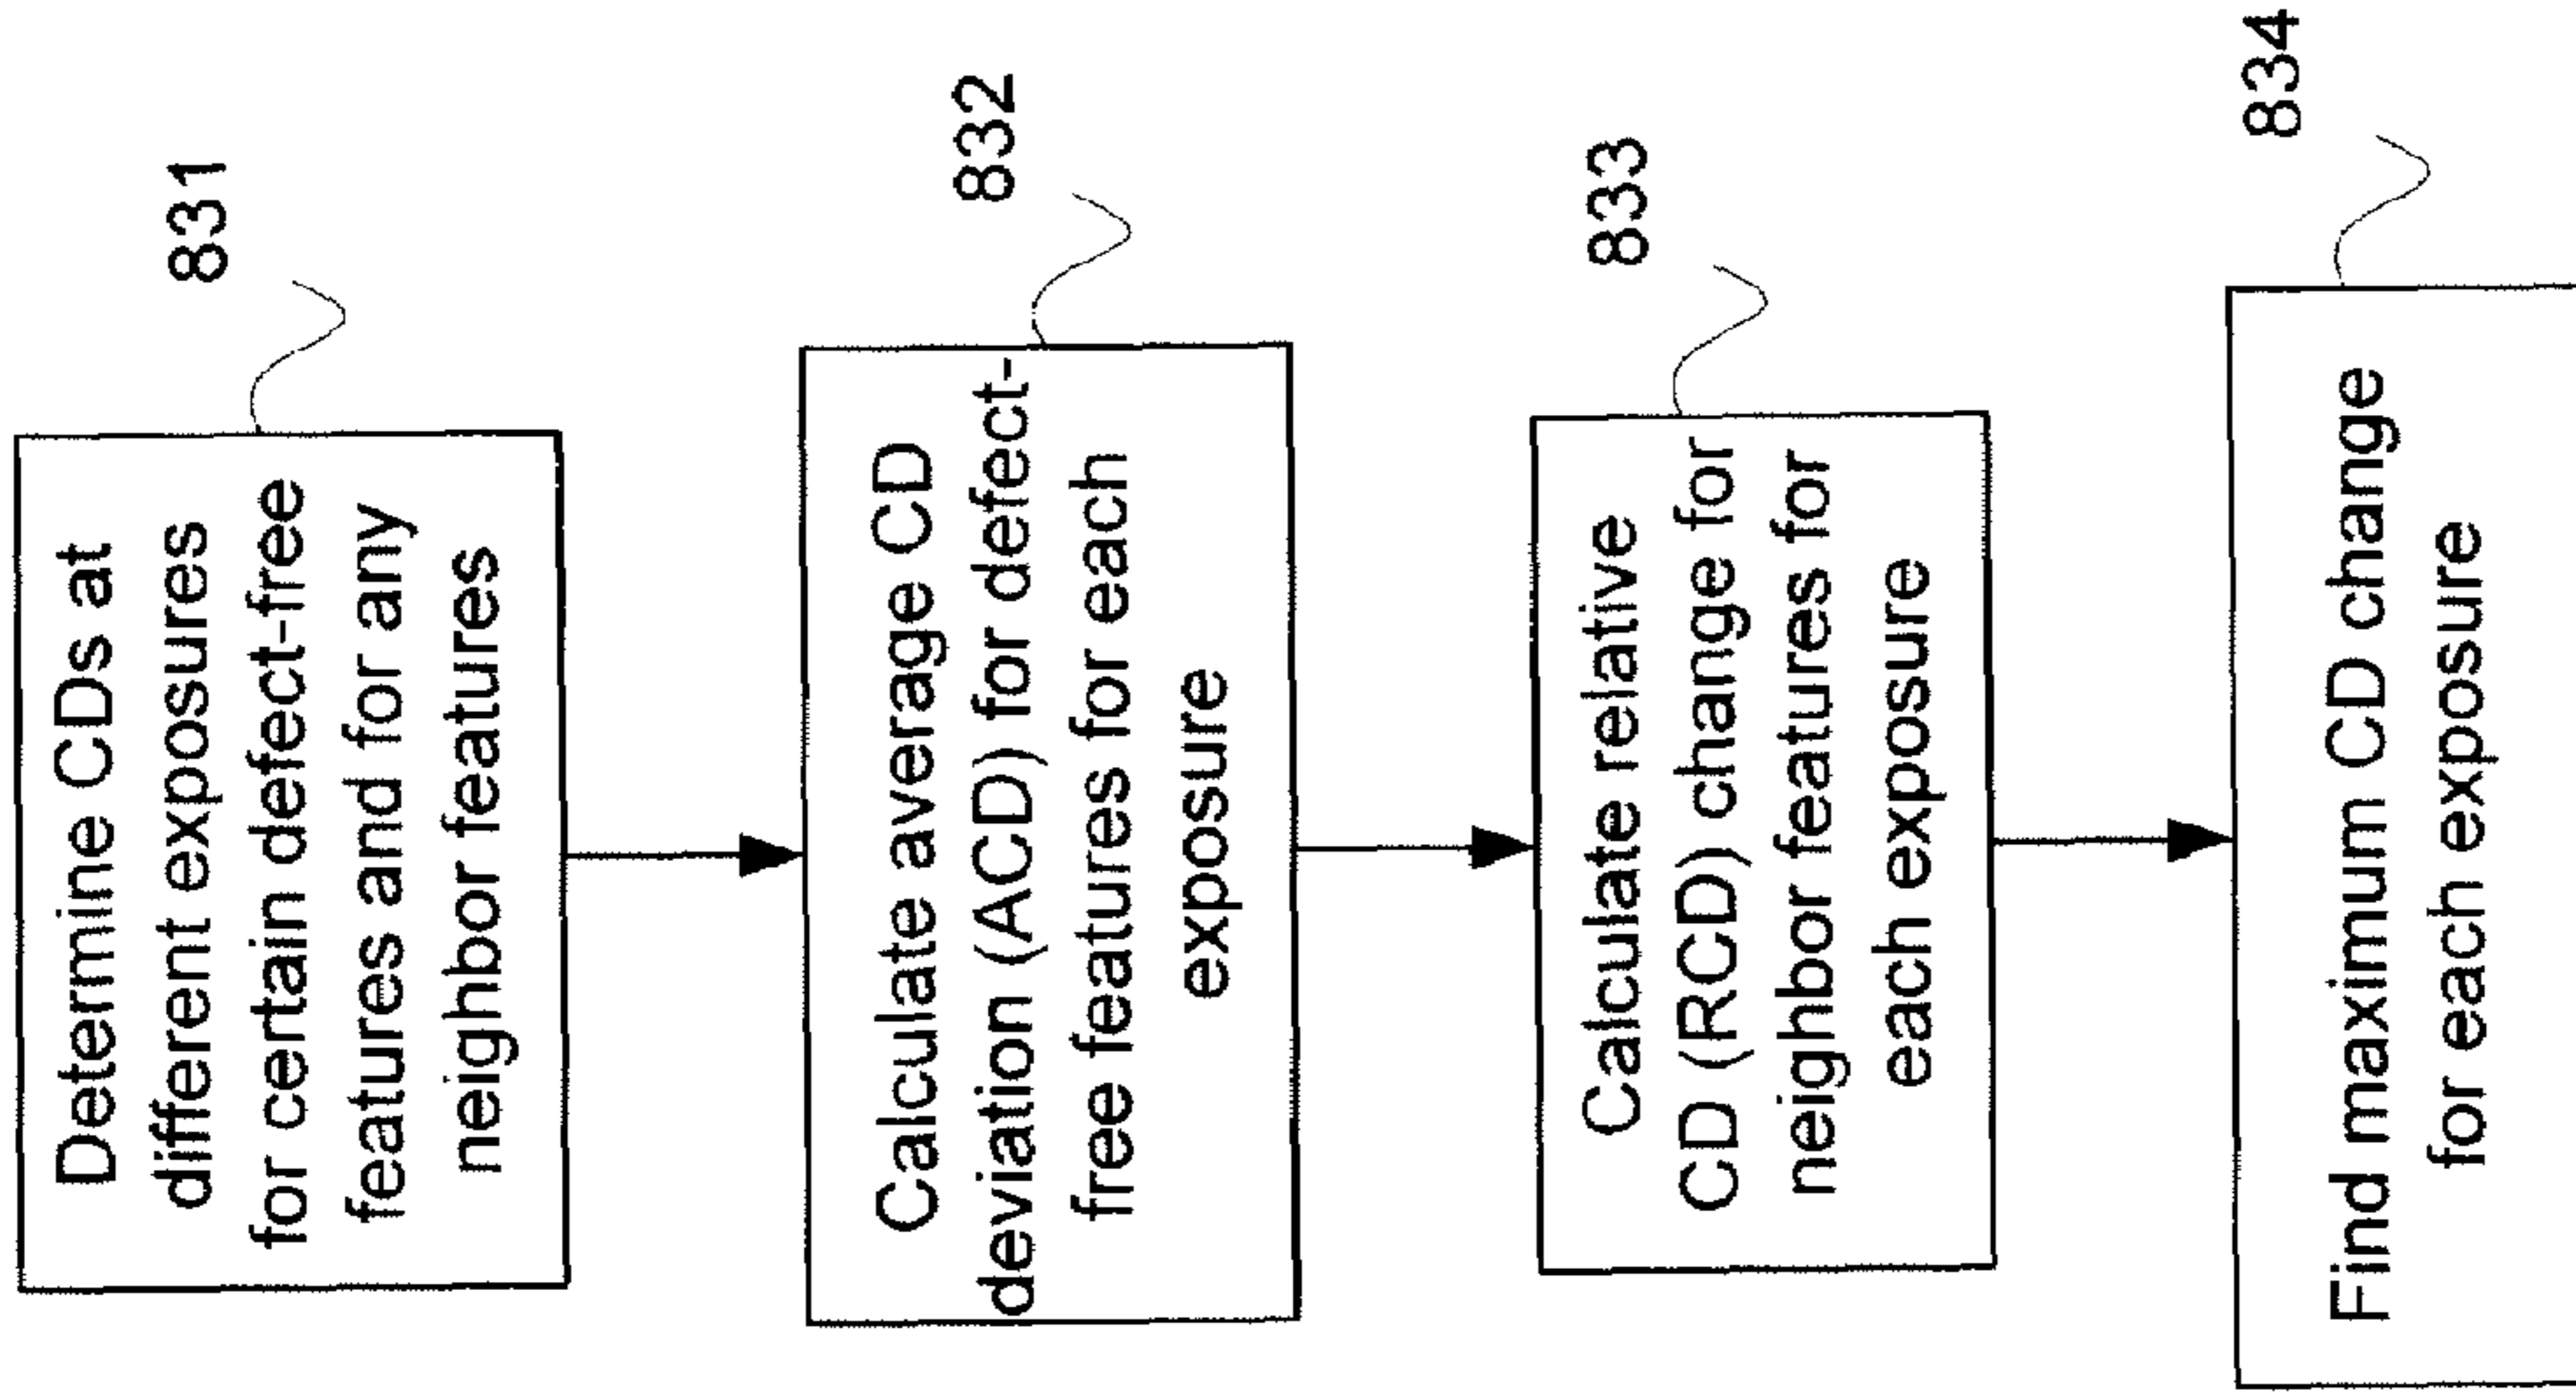 Determine CDs at
different exposures
for certain defect-free
features and for any
neighbor features
831
Calculate average CD
deviation (ACD) for defect-
free features for each
exposure
832
Calculate relative
CD (RCD) change for
neighbor features for
each exposure
833
Find maximum CD change
for each exposure
834